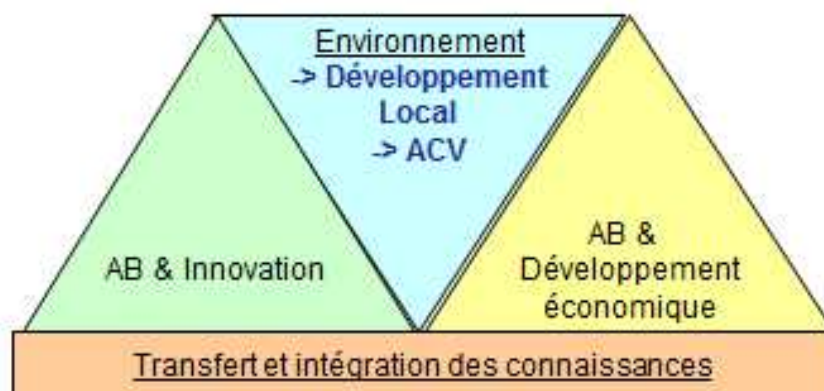 Environnement
-> Développement
Local
-> ACV
AB & Innovation
AB &
Développement
économique
Transfert et intégration des connaissances